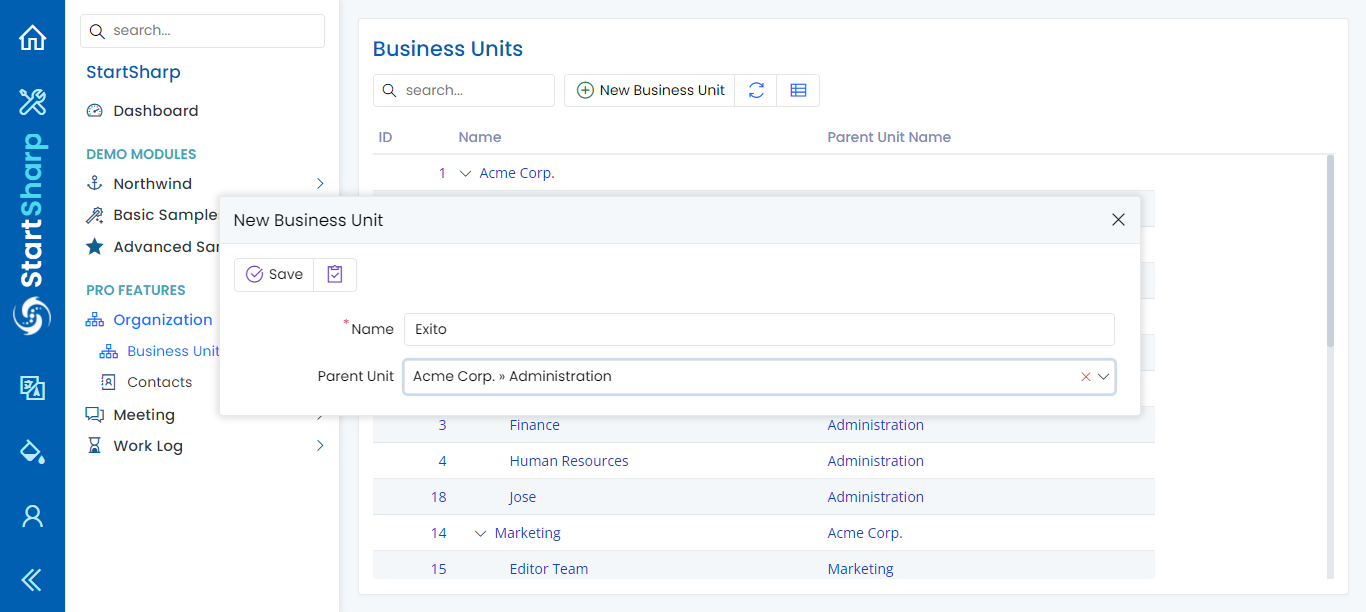 StartSharp
search...
StartSharp
Dashboard
DEMO MODULES
Northwind
Basic Sample
Advanced Sar
PRO FEATURES
Organization
Business Unit
Contacts
Meeting
Work Log
Business Units
search...
New Business Unit
ID Name Parent Unit Name
1 Acme Corp.
New Business Unit
Save
* Name Exito
Parent Unit Acme Corp. » Administration
3 Finance Administration
4 Human Resources Administration
18 Jose Administration
14 Marketing Acme Corp.
15 Editor Team Marketing